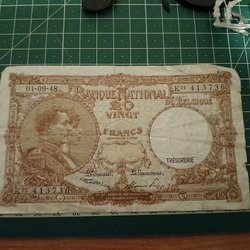 01-09-48
BANQUE NATIONALE
DE BELGIQUE
K 413736
20
VINGT
FRANCS
TRÉSORERIE
K 413736